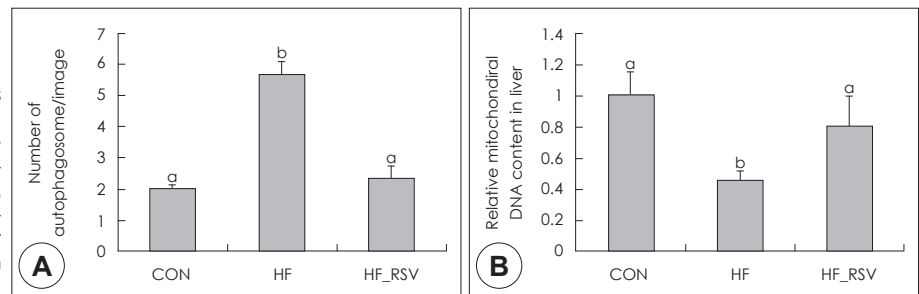 7
6
5
4
3
2
1
0
Number of
autophagosome/image
a
b
a
CON
HF
HF_RSV
A
1.4
1.2
1
0.8
0.6
0.4
0.2
0
Relative mitochondiral
DNA content in liver
a
b
a
CON
HF
HF_RSV
B